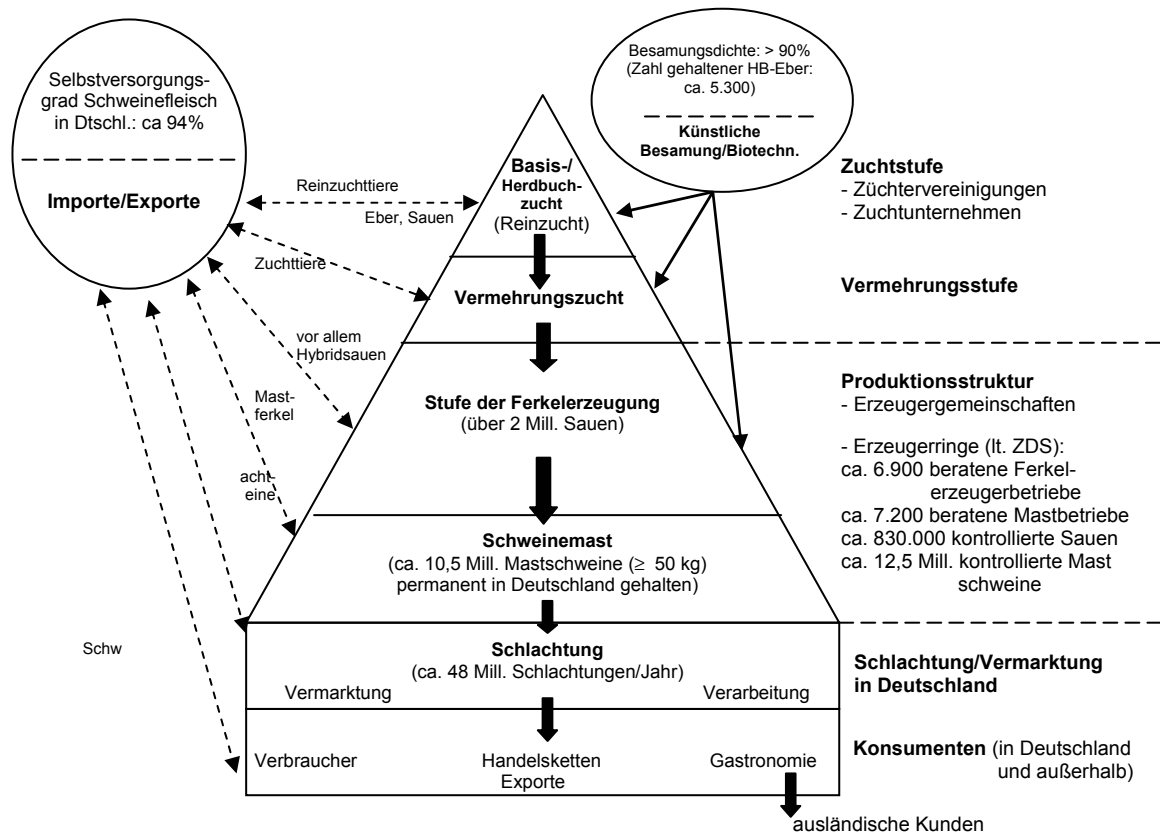 Selbstversorgungs-
grad Schweinefleisch
in Dtschl.: ca 94%
Importe/Exporte
Besamungsdichte: > 90%
(Zahl gehaltener HB-Eber:
ca. 5.300)
Künstliche
Besamung/Biotechn.
Reinzuchttiere
Eber, Sauen
Zuchttiere
vor allem
Hybridsauen
Mast-
ferkel
acht-
eine
Schw
Basis-/
Herdbuch-
zucht
(Reinzucht)
Vermehrungszucht
Stufe der Ferkelerzeugung
(über 2 Mill. Sauen)
Schweinemast
(ca. 10,5 Mill. Mastschweine (≥ 50 kg)
permanent in Deutschland gehalten)
Schlachtung
(ca. 48 Mill. Schlachtungen/Jahr)
Vermarktung
Verarbeitung
Verbraucher
Handelsketten
Exporte
Gastronomie
ausländische Kunden
Zuchtstufe
- Züchtervereinigungen
- Zuchtunternehmen
Vermehrungsstufe
Produktionsstruktur
- Erzeugergemeinschaften
- Erzeugerringe (lt. ZDS):
ca. 6.900 beratene Ferkel-
erzeugerbetriebe
ca. 7.200 beratene Mastbetriebe
ca. 830.000 kontrollierte Sauen
ca. 12,5 Mill. kontrollierte Mast
schweine
Schlachtung/Vermarktung
in Deutschland
Konsumenten (in Deutschland
und außerhalb)